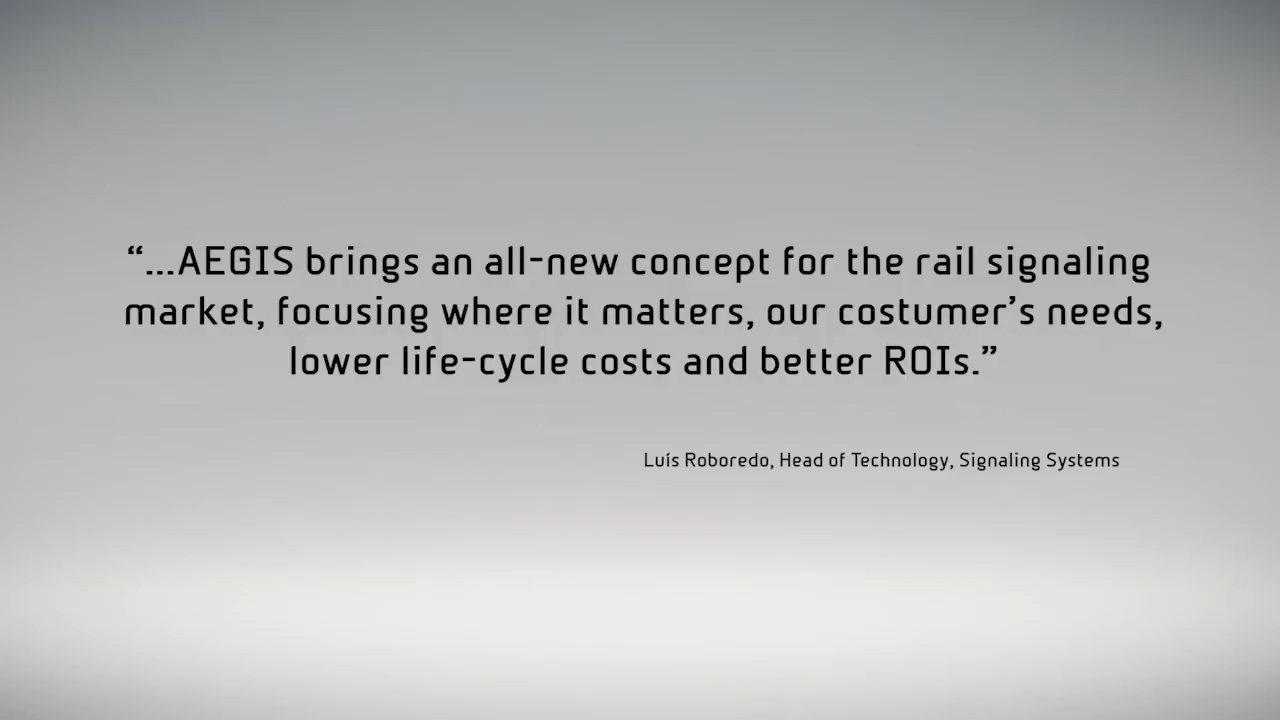 “...AEGIS brings an all-new concept for the rail signaling
market, focusing where it matters, our costumer’s needs,
lower life-cycle costs and better ROIs.”
Luís Roboredo, Head of Technology, Signaling Systems